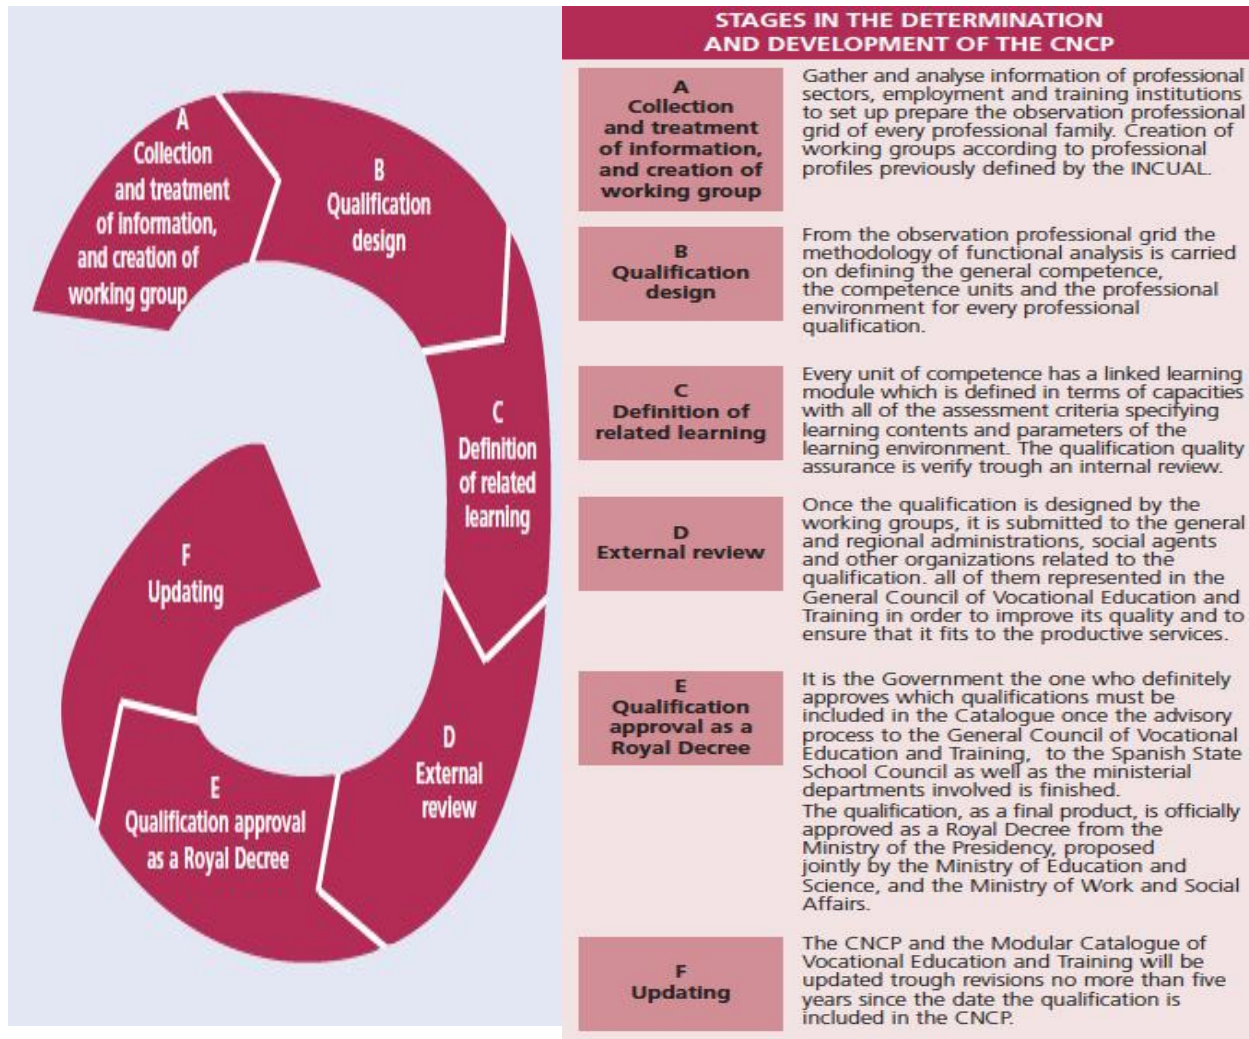 A
Collection
and treatment
of information,
and creation of
working group
B
Qualification
design
C
Definition
of related
learning
D
External
review
E
Qualification approval
as a Royal Decree
F
Updating
STAGES IN THE DETERMINATION
AND DEVELOPMENT OF THE CNCP
A
Collection
and treatment
of information,
and creation of
working group
Gather and analyse information of professional
sectors, employment and training institutions
to set up prepare the observation professional
grid of every professional family. Creation of
working groups according to professional
profiles previously defined by the INCUAL.
B
Qualification
design
From the observation professional grid the
methodology of functional analysis is carried
on defining the general competence,
the competence units and the professional
environment for every professional
qualification.
C
Definition of
related learning
Every unit of competence has a linked learning
module which is defined in terms of capacities
with all of the assessment criteria specifying
learning contents and parameters of the
learning environment. The qualification quality
assurance is verify trough an internal review.
D
External review
Once the qualification is designed by the
working groups, it is submitted to the general
and regional administrations, social agents
and other organizations related to the
qualification. all of them represented in the
General Council of Vocational Education and
Training in order to improve its quality and to
ensure that it fits to the productive services.
E
Qualification
approval as a
Royal Decree
It is the Government the one who definitely
approves which qualifications must be
included in the Catalogue once the advisory
process to the General Council of Vocational
Education and Training, to the Spanish State
School Council as well as the ministerial
departments involved is finished.
The qualification, as a final product, is officially
approved as a Royal Decree from the
Ministry of the Presidency, proposed
jointly by the Ministry of Education and
Science, and the Ministry of Work and Social
Affairs.
F
Updating
The CNCP and the Modular Catalogue of
Vocational Education and Training will be
updated trough revisions no more than five
years since the date the qualification is
included in the CNCP.